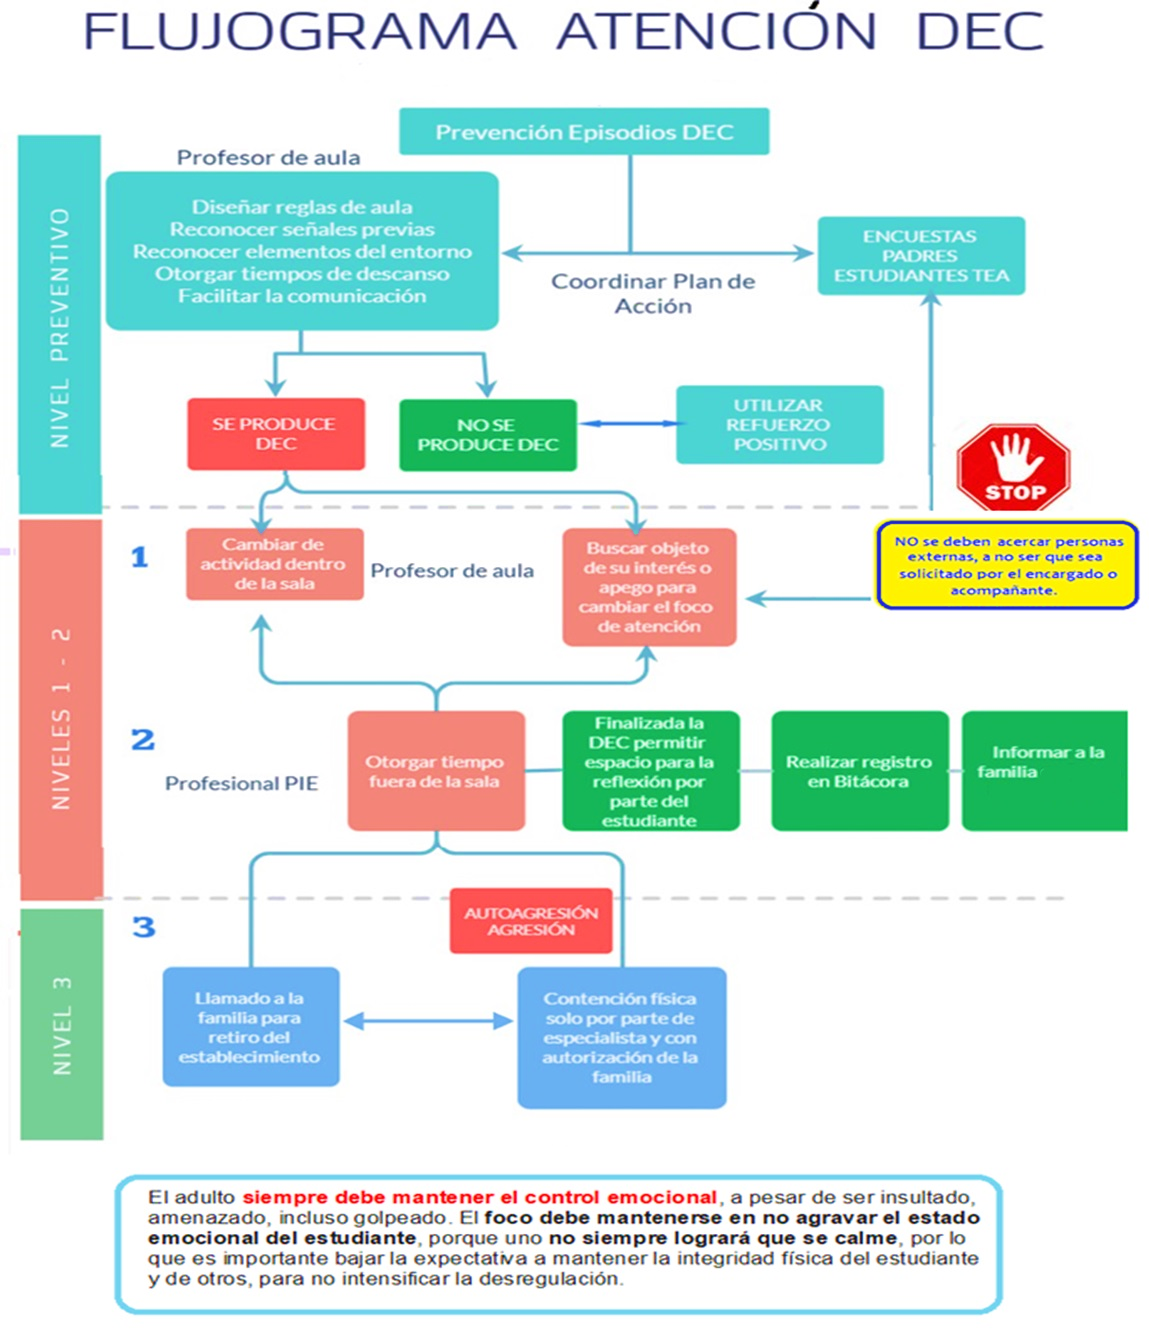 FLUJOGRAMA ATENCIÓN DEC
Prevención Episodios DEC
Profesor de aula
Diseñar reglas de aula
Reconocer señales previas
Reconocer elementos del entorno
Otorgar tiempos de descanso
Facilitar la comunicación
Coordinar Plan de
Acción
ENCUESTAS
PADRES
ESTUDIANTES TEA
NIVEL PREVENTIVO
SE PRODUCE
DEC
NO SE
PRODUCE DEC
UTILIZAR
REFUERZO
POSITIVO
STOP
NO se deben acercar personas
externas, a no ser que sea
solicitado por el encargado o
acompañante.
1
Cambiar de
actividad dentro
de la sala
Profesor de aula
Buscar objeto
de su interés o
apego para
cambiar el foco
de atención
NIVELES 1 - 2
2
Profesional PIE
Otorgar tiempo
fuera de la sala
Finalizada la
DEC permitir
espacio para la
reflexión por
parte del
estudiante
Realizar registro
en Bitácora
Informar a la
familia
3
AUTOAGRESIÓN
AGRESIÓN
NIVEL 3
Llamado a la
familia para
retiro del
establecimiento
Contención física
solo por parte de
especialista y con
autorización de la
familia
El adulto siempre debe mantener el control emocional, a pesar de ser insultado,
amenazado, incluso golpeado. El foco debe mantenerse en no agravar el estado
emocional del estudiante, porque uno no siempre logrará que se calme, por lo
que es importante bajar la expectativa a mantener la integridad física del estudiante
y de otros, para no intensificar la desregulación.